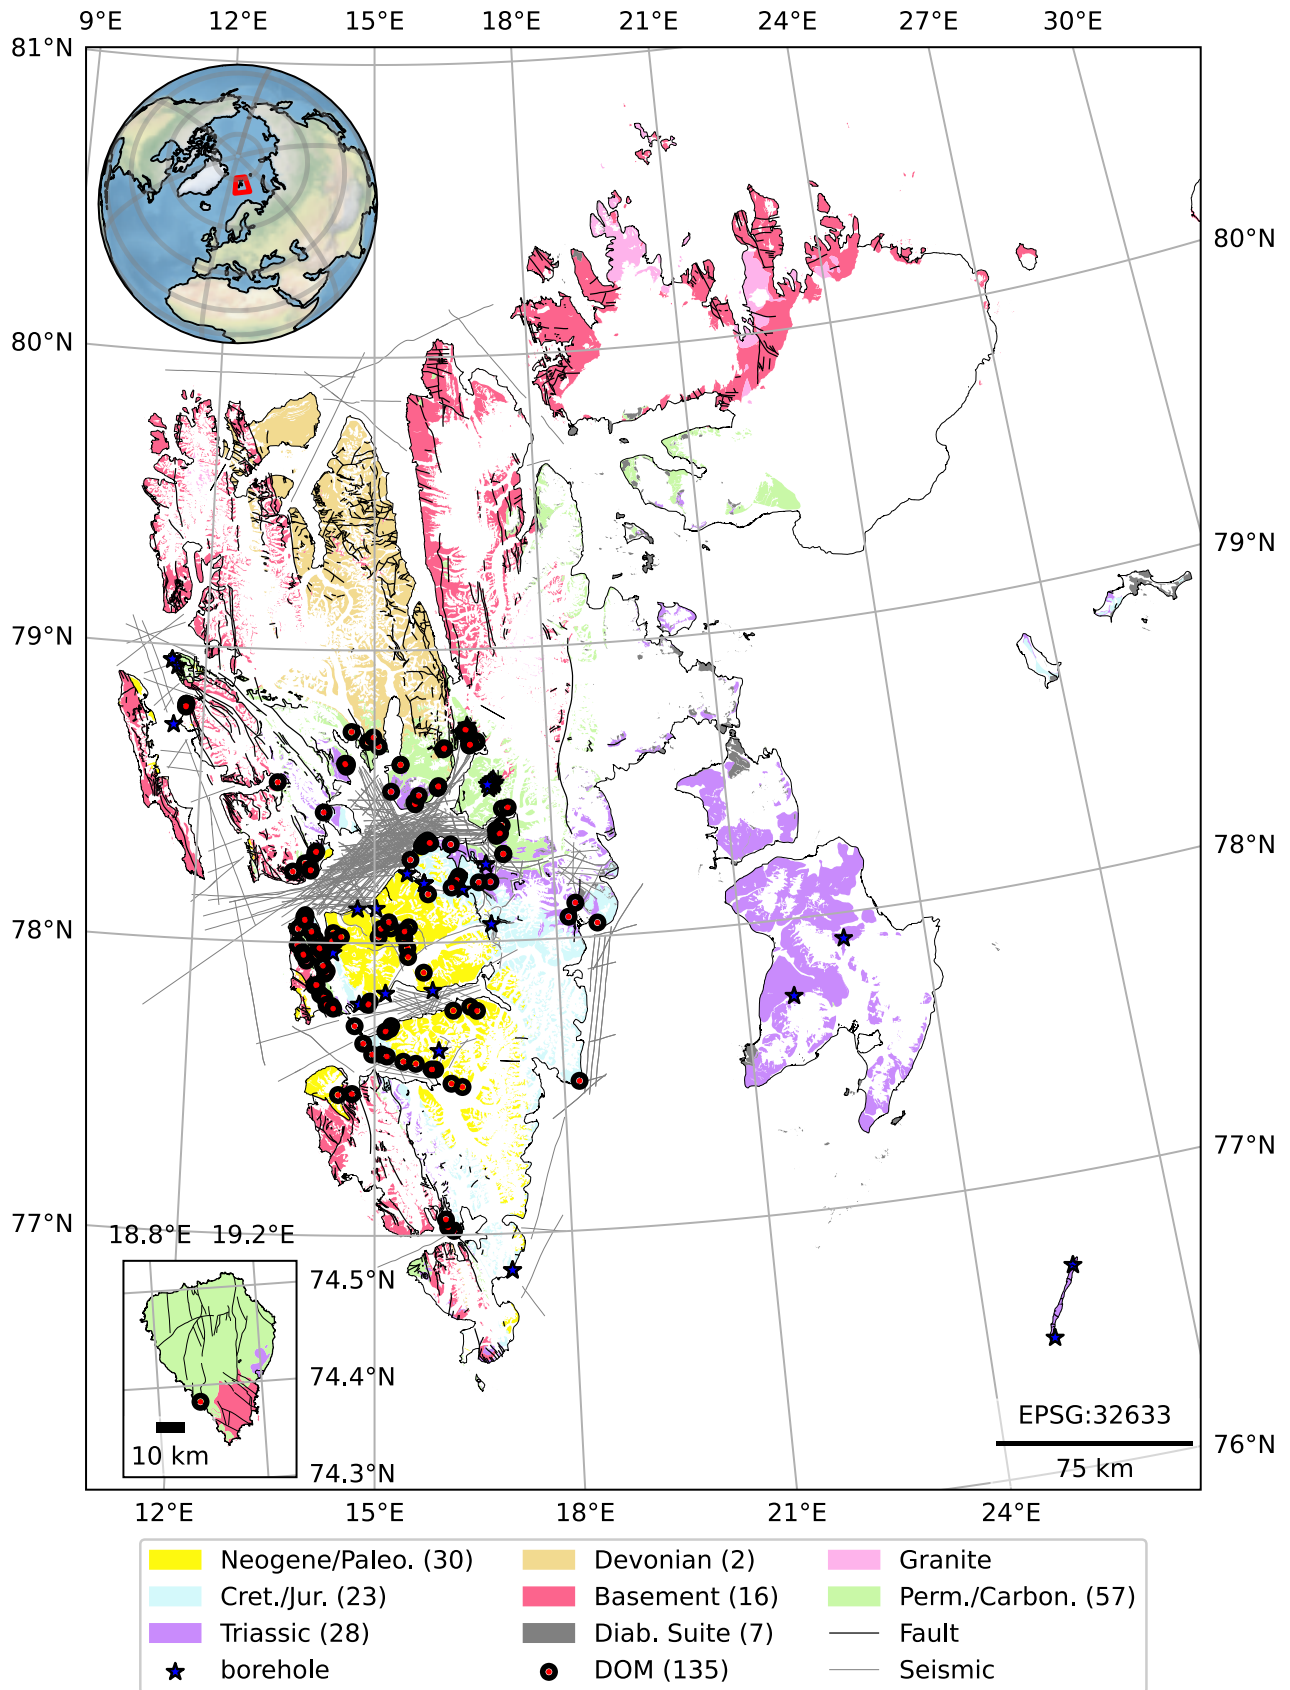 9°E 12°E 15°E 18°E 21°E 24°E 27°E 30°E
81°N
80°N
80°N
79°N
79°N
78°N
78°N
77°N
77°N
18.8°E 19.2°E
74.5°N
74.4°N
EPSG:32633
76°N
10 km
75 km
74.3°N
12°E 15°E 18°E 21°E 24°E
Neogene/Paleo. (30)
Cret./Jur. (23)
Triassic (28)
borehole
Devonian (2)
Basement (16)
Diab. Suite (7)
DOM (135)
Granite
Perm./Carbon. (57)
Fault
Seismic